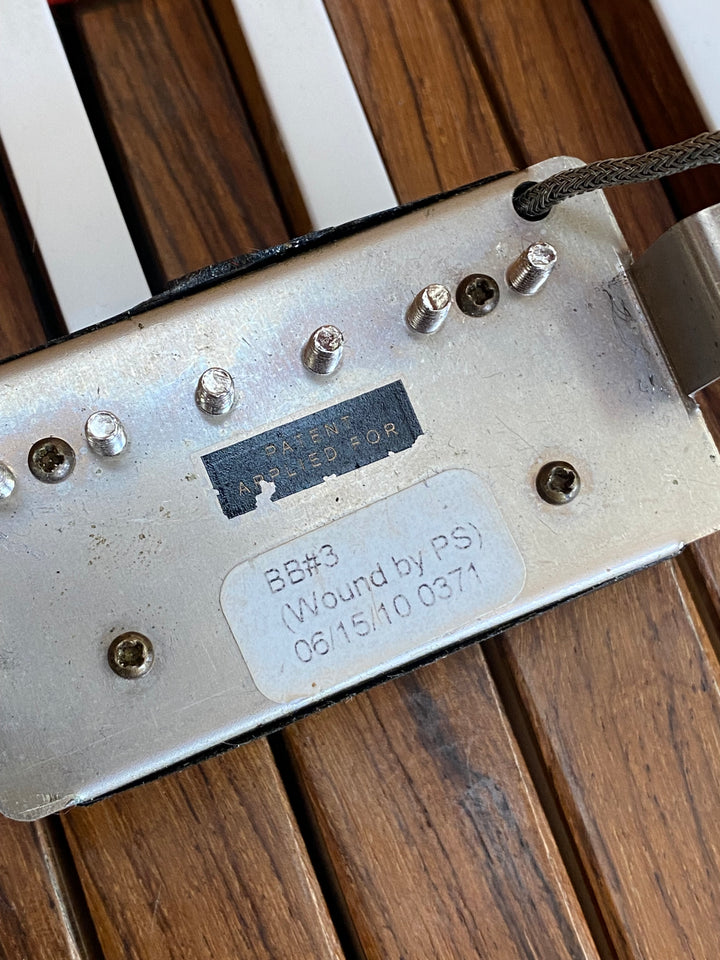 PATENT
APPLIED FOR
BB#3
(Wound by PS)
06/15/10 0371